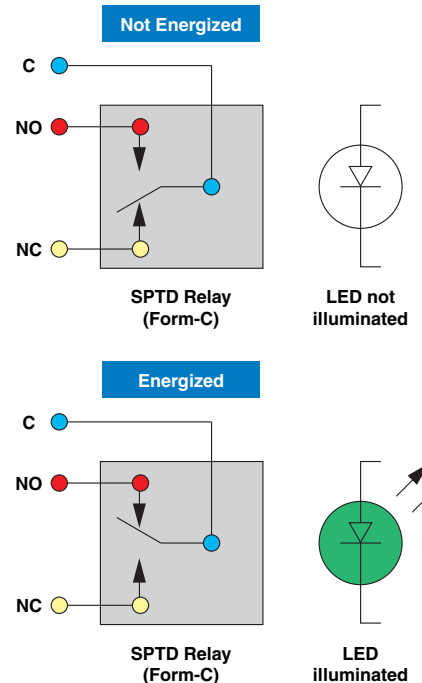 Not Energized
C
NO
NC
SPTD Relay
(Form-C)
LED not
illuminated
Energized
C
NO
NC
SPTD Relay
(Form-C)
LED
illuminated